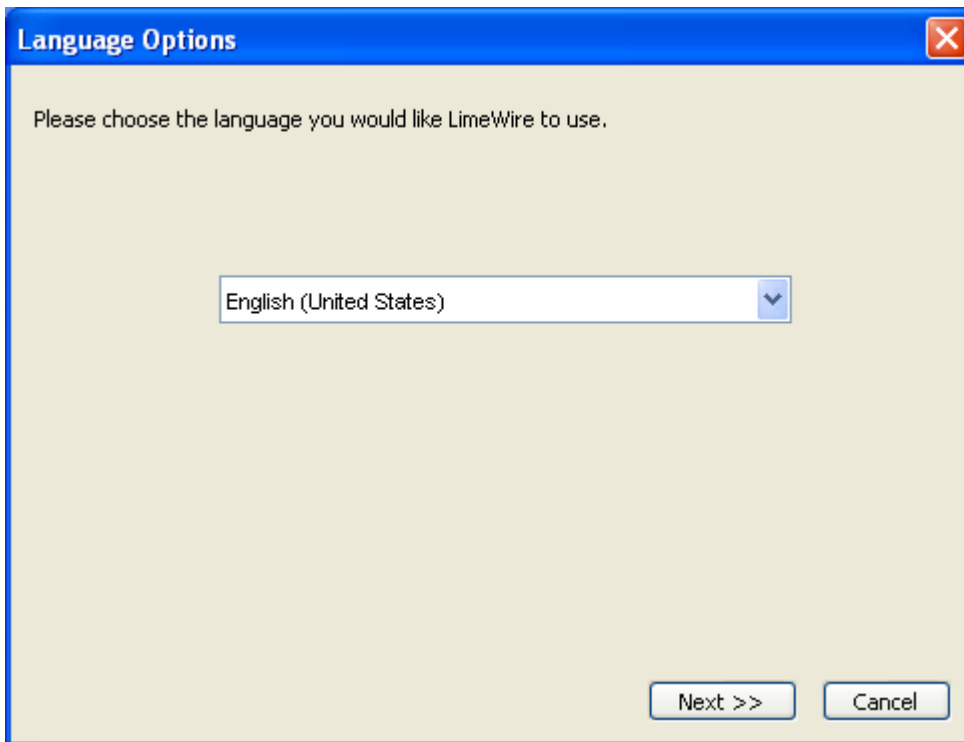 Language Options
Please choose the language you would like LimeWire to use.
English (United States)
Next >>
Cancel